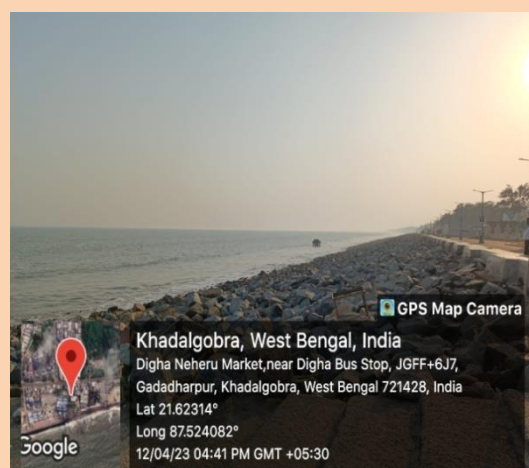 GPS Map Camera
Khadalgobra, West Bengal, India
Digha Neheru Market,near Digha Bus Stop, JGFF+6J7,
Gadadharpur, Khadalgobra, West Bengal 721428, India
Lat 21.62314°
Long 87.524082°
12/04/23 04:41 PM GMT +05:30
Google